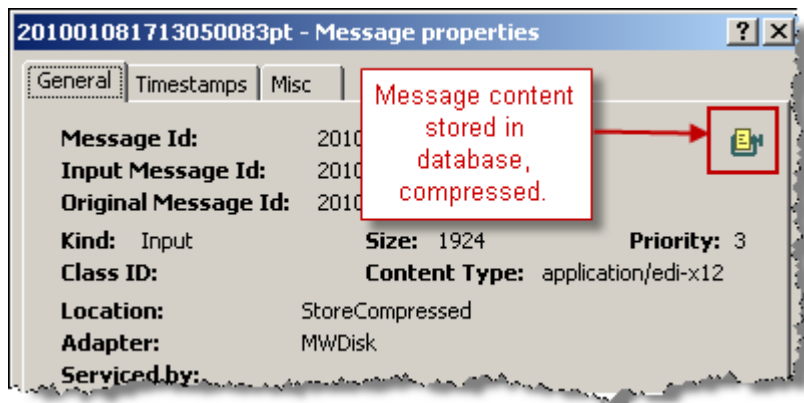 201001081713050083pt - Message properties
General Timestamps Misc
Message content
stored in
database,
compressed.
Message Id: 2010
Input Message Id: 2010
Original Message Id: 2010
Kind: Input Size: 1924 Priority: 3
Class ID: Content Type: application/edi-x12
Location: StoreCompressed
Adapter: MWDisk
Serviced by: